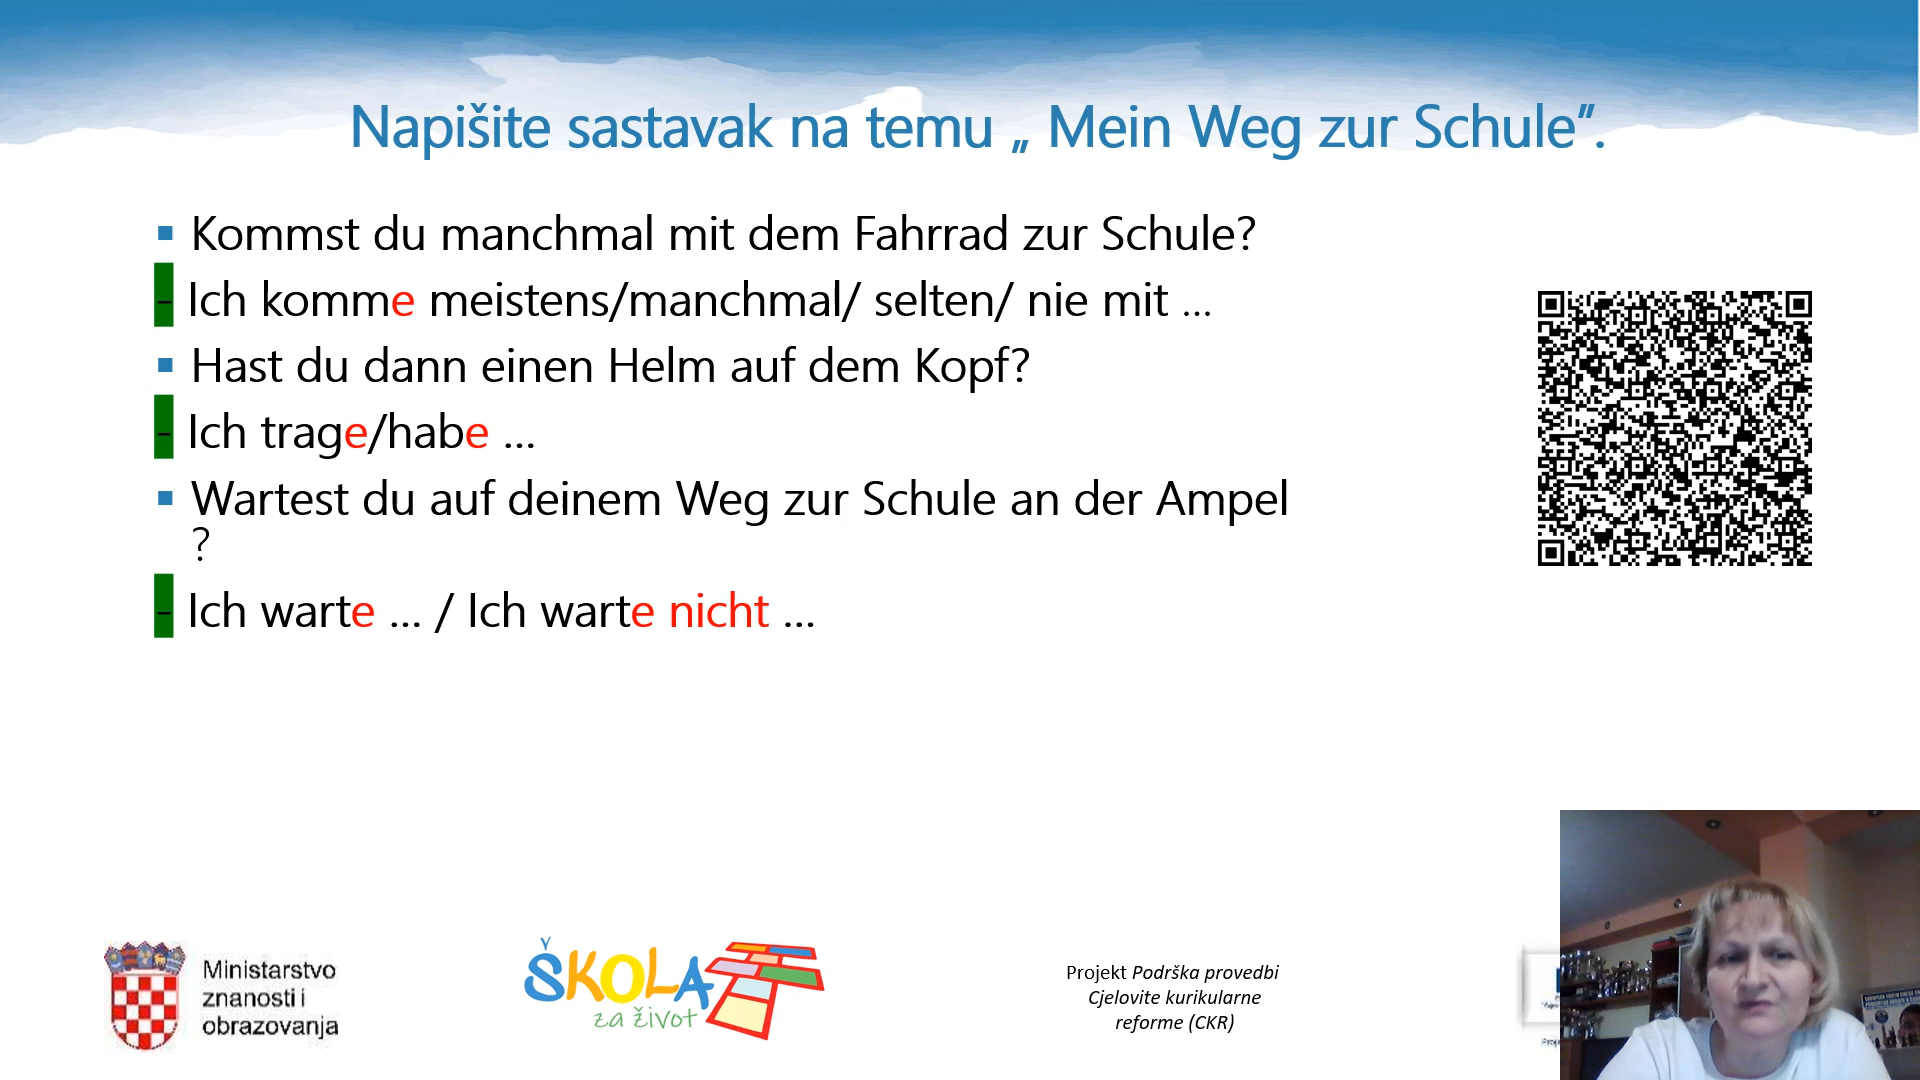 Napišite sastavak na temu „ Mein Weg zur Schule”.
▪ Kommst du manchmal mit dem Fahrrad zur Schule?
- Ich komme meistens/manchmal/ selten/ nie mit ...
▪ Hast du dann einen Helm auf dem Kopf?
- Ich trage/habe ...
▪ Wartest du auf deinem Weg zur Schule an der Ampel
?
- Ich warte ... / Ich warte nicht ...
Ministarstvo
znanosti i
obrazovanja
ŠKOLA
za život
Projekt Podrška provedbi
Cjelovite kurikularne
reforme (CKR)